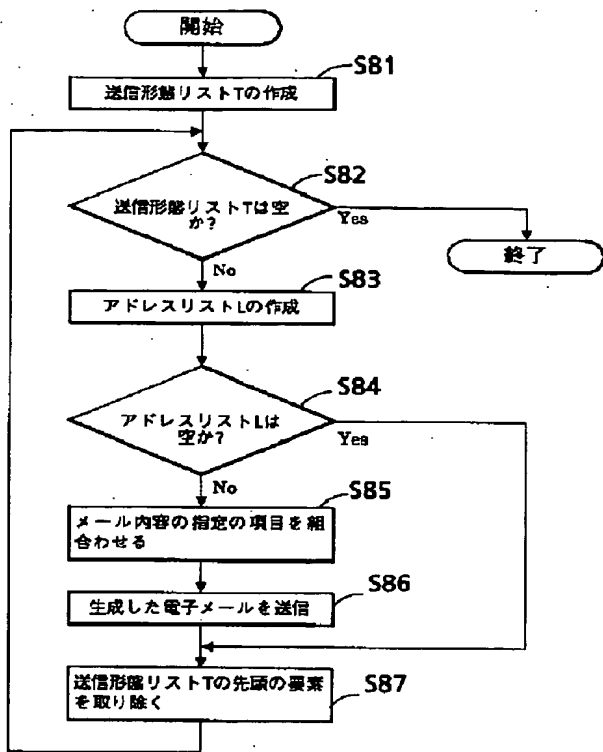 開始
S81
送信形態リストTの作成
S82
送信形態リストTは空
か?
Yes
終了
No
S83
アドレスリストLの作成
S84
アドレスリストLは
空か?
Yes
No
S85
メール内容の指定の項目を組
合わせる
S86
生成した電子メールを送信
S87
送信形態リストTの先頭の要素
を取り除く